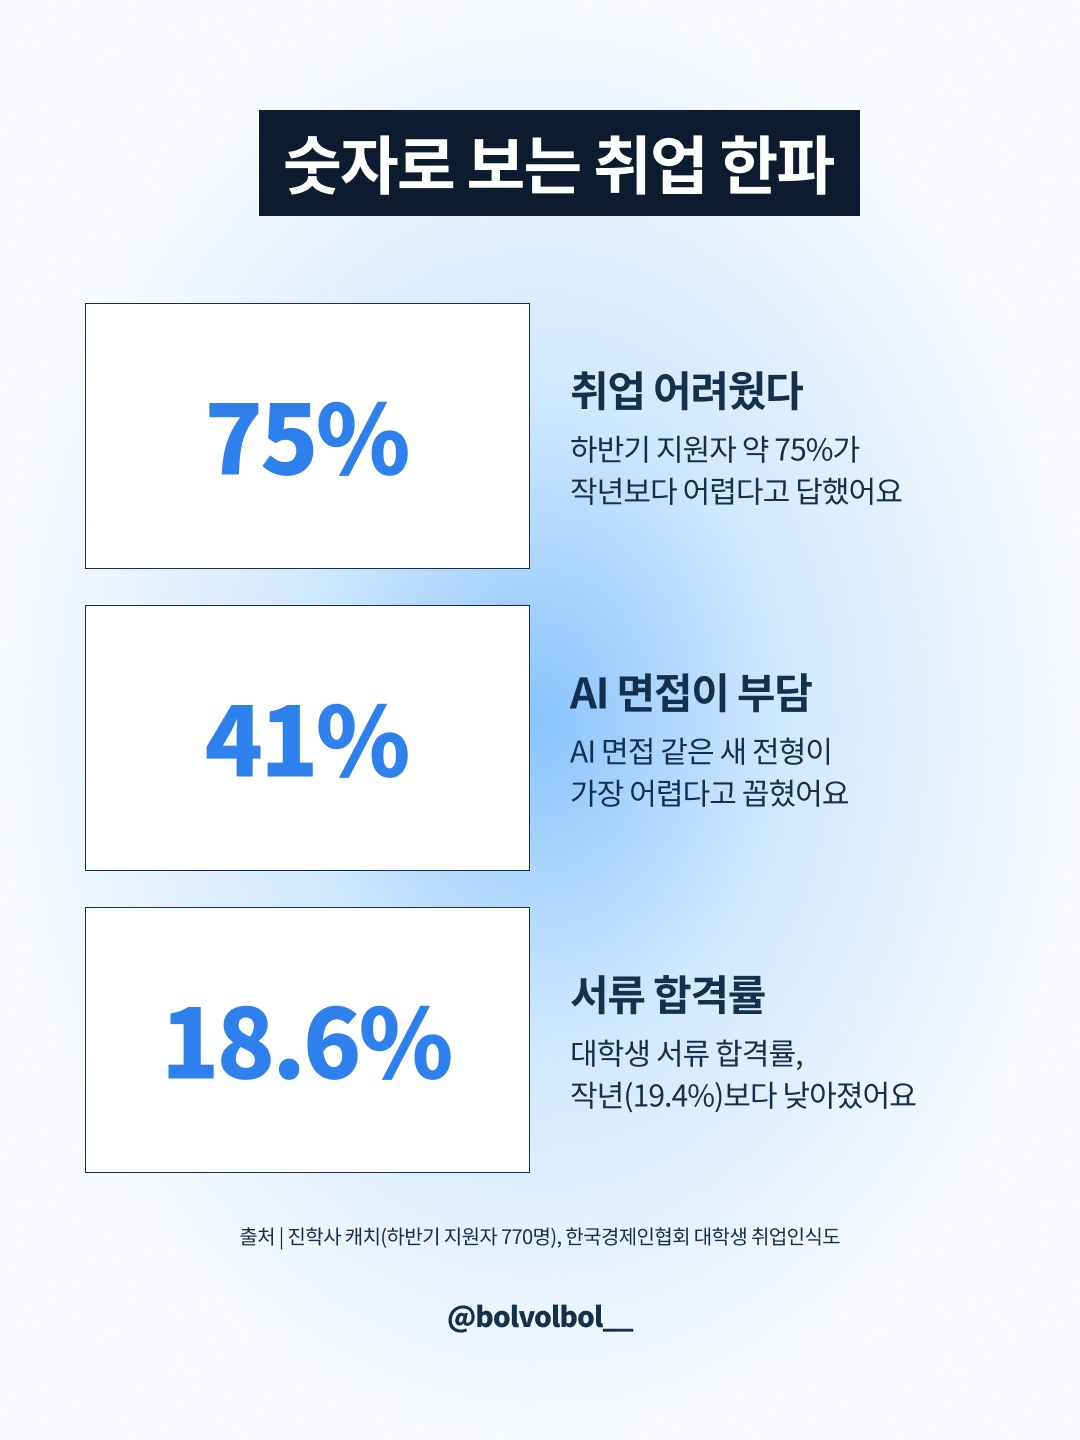 숫자로 보는 취업 한파
75%
취업 어려웠다
하반기 지원자 약 75%가
작년보다 어렵다고 답했어요
41%
AI 면접이 부담
AI 면접 같은 새 전형이
가장 어렵다고 꼽혔어요
18.6%
서류 합격률
대학생 서류 합격률,
작년(19.4%)보다 낮아졌어요
출처 | 진학사 캐치(하반기 지원자 770명), 한국경제인협회 대학생 취업인식도
@bolvolbol__